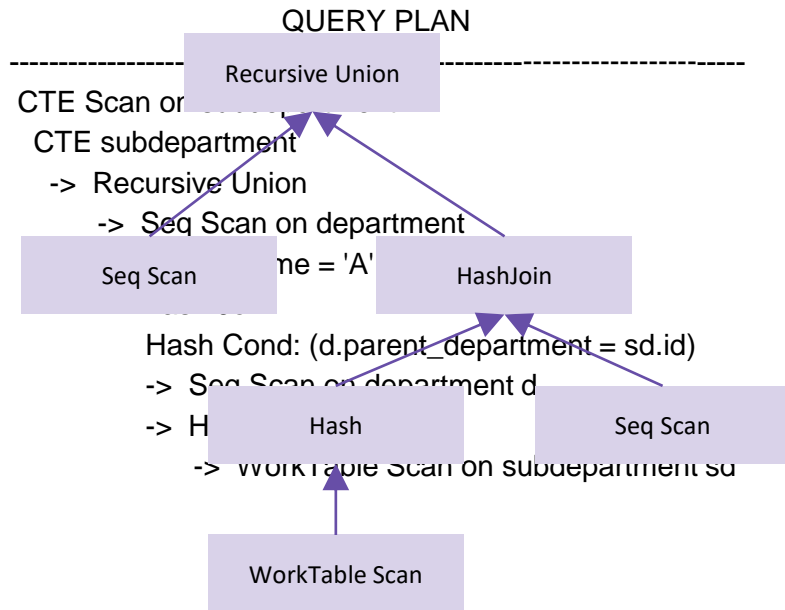 QUERY PLAN
Recursive Union
CTE Scan on
CTE subdepartment
-> Recursive Union
-> Seq Scan on department
Seq Scan
me = 'A'
HashJoin
Hash Cond: (d.parent_department = sd.id)
-> Seq Scan on department d
-> H
Hash
Seq Scan
-> WorkTable Scan on subdepartment sd
WorkTable Scan